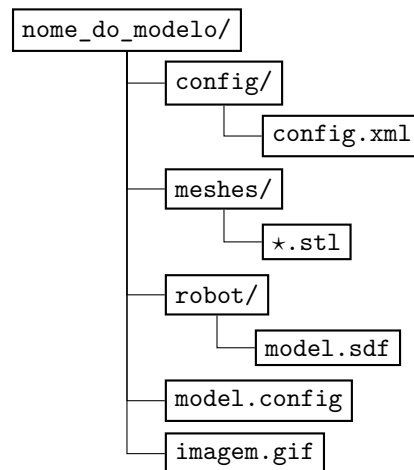 nome_do_modelo/
config/
config.xml
meshes/
⋆.stl
robot/
model.sdf
model.config
imagem.gif